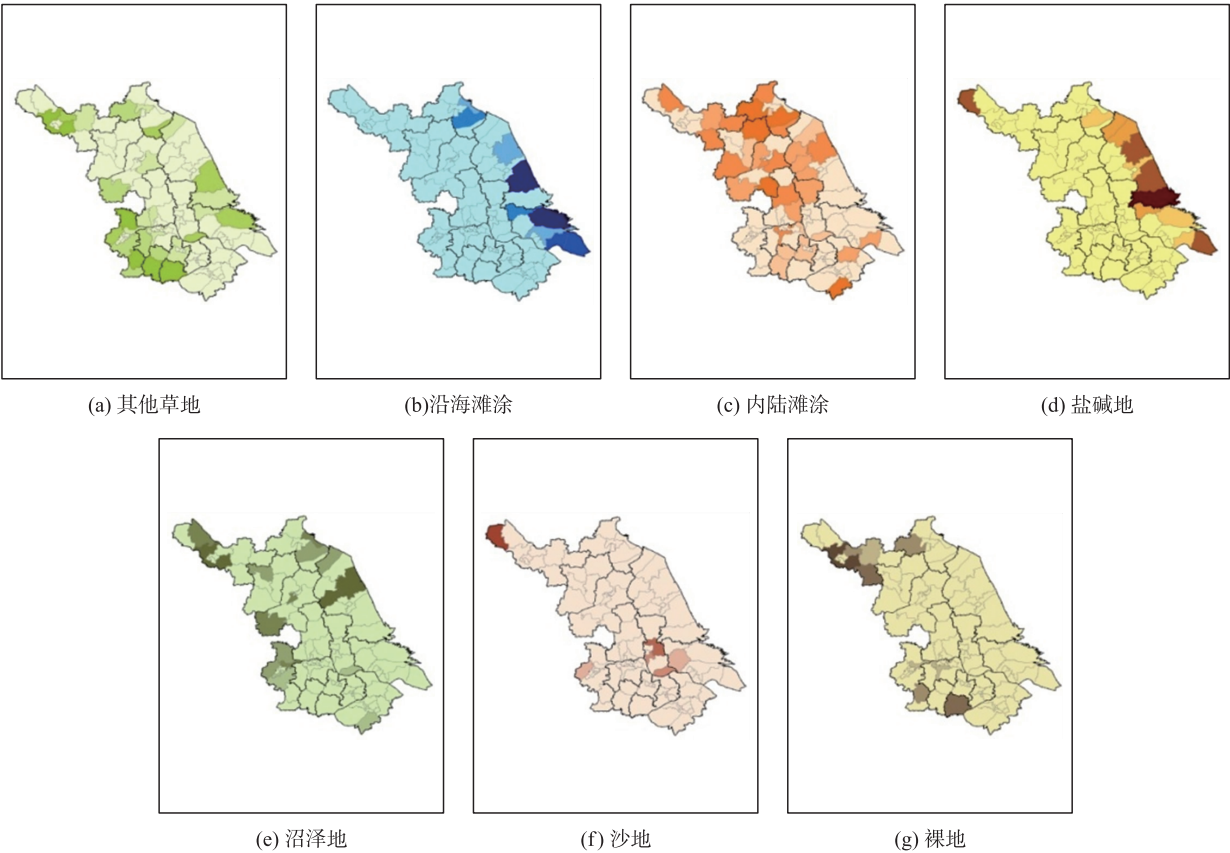 (a) 其他草地
(b)沿海滩涂
(c) 内陆滩涂
(d) 盐碱地
(e) 沼泽地
(f) 沙地
(g) 裸地